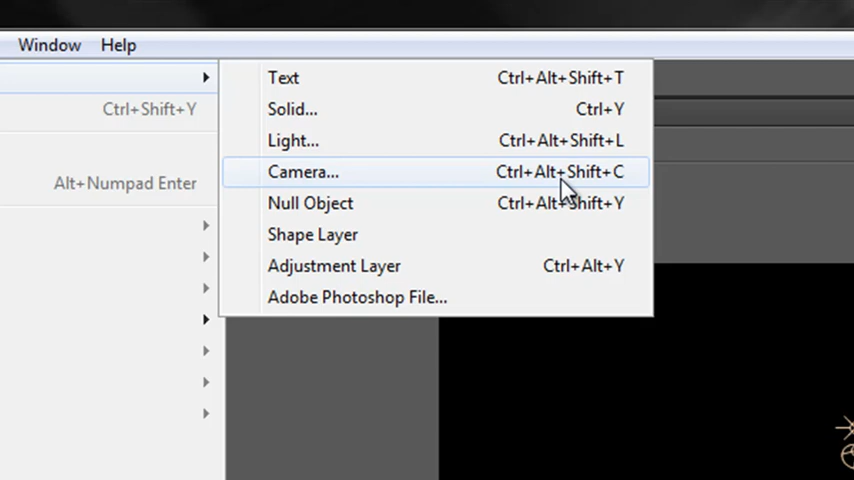 Window Help
Text Ctrl+Alt+Shift+T
Ctrl+Shift+Y Solid... Ctrl+Y
Light... Ctrl+Alt+Shift+L
Camera... Ctrl+Alt+Shift+C
Alt+Numpad Enter
Null Object Ctrl+Alt+Shift+Y
Shape Layer
Adjustment Layer Ctrl+Alt+Y
Adobe Photoshop File...